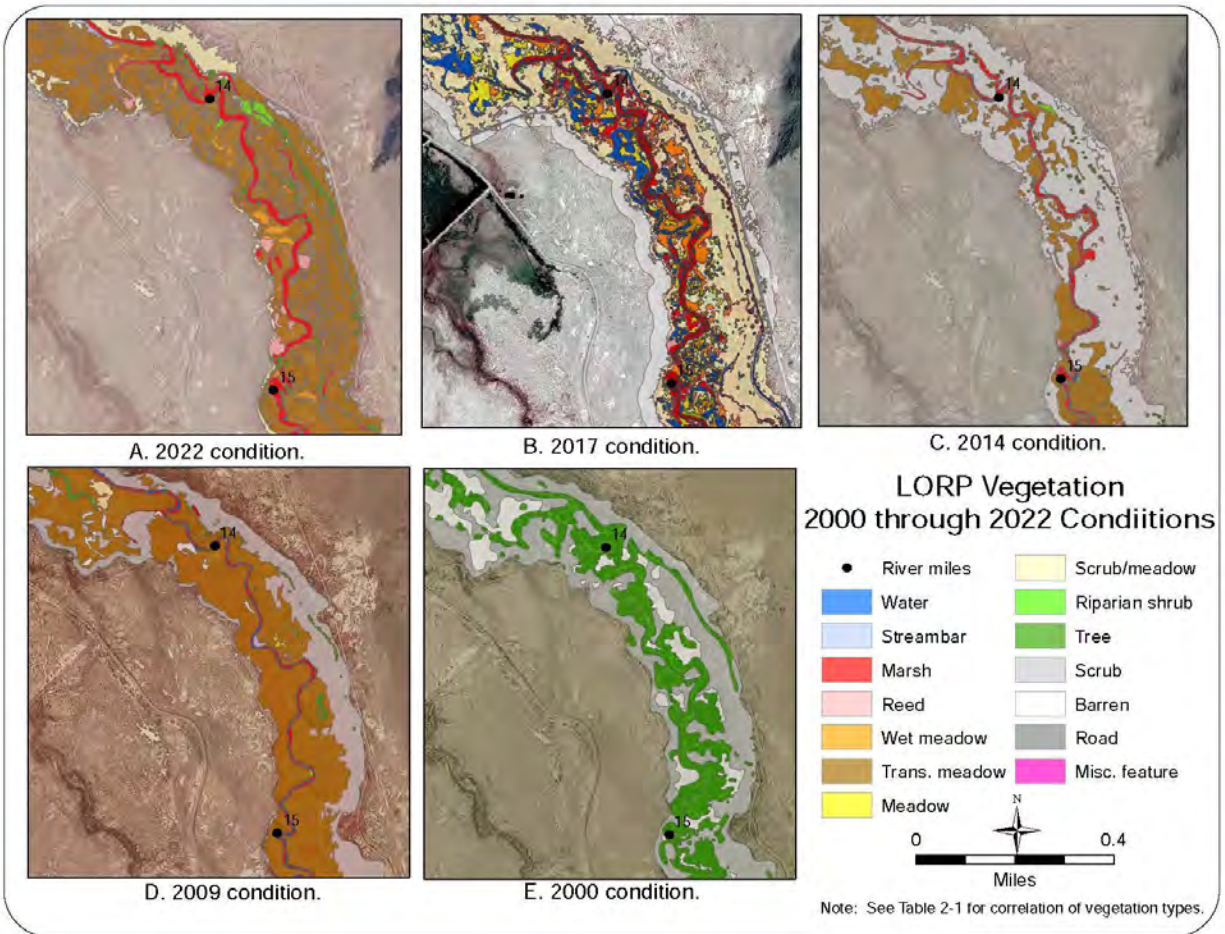 14
15
A. 2022 condition.
14
B. 2017 condition.
14
15
C. 2014 condition.
14
15
D. 2009 condition.
14
15
E. 2000 condition.
LORP Vegetation
2000 through 2022 Condiitions
River miles
Water
Streambar
Marsh
Reed
Wet meadow
Trans. meadow
Meadow
Scrub/meadow
Riparian shrub
Tree
Scrub
Barren
Road
Misc. feature
N
0 0.4
Miles
Note: See Table 2-1 for correlation of vegetation types.